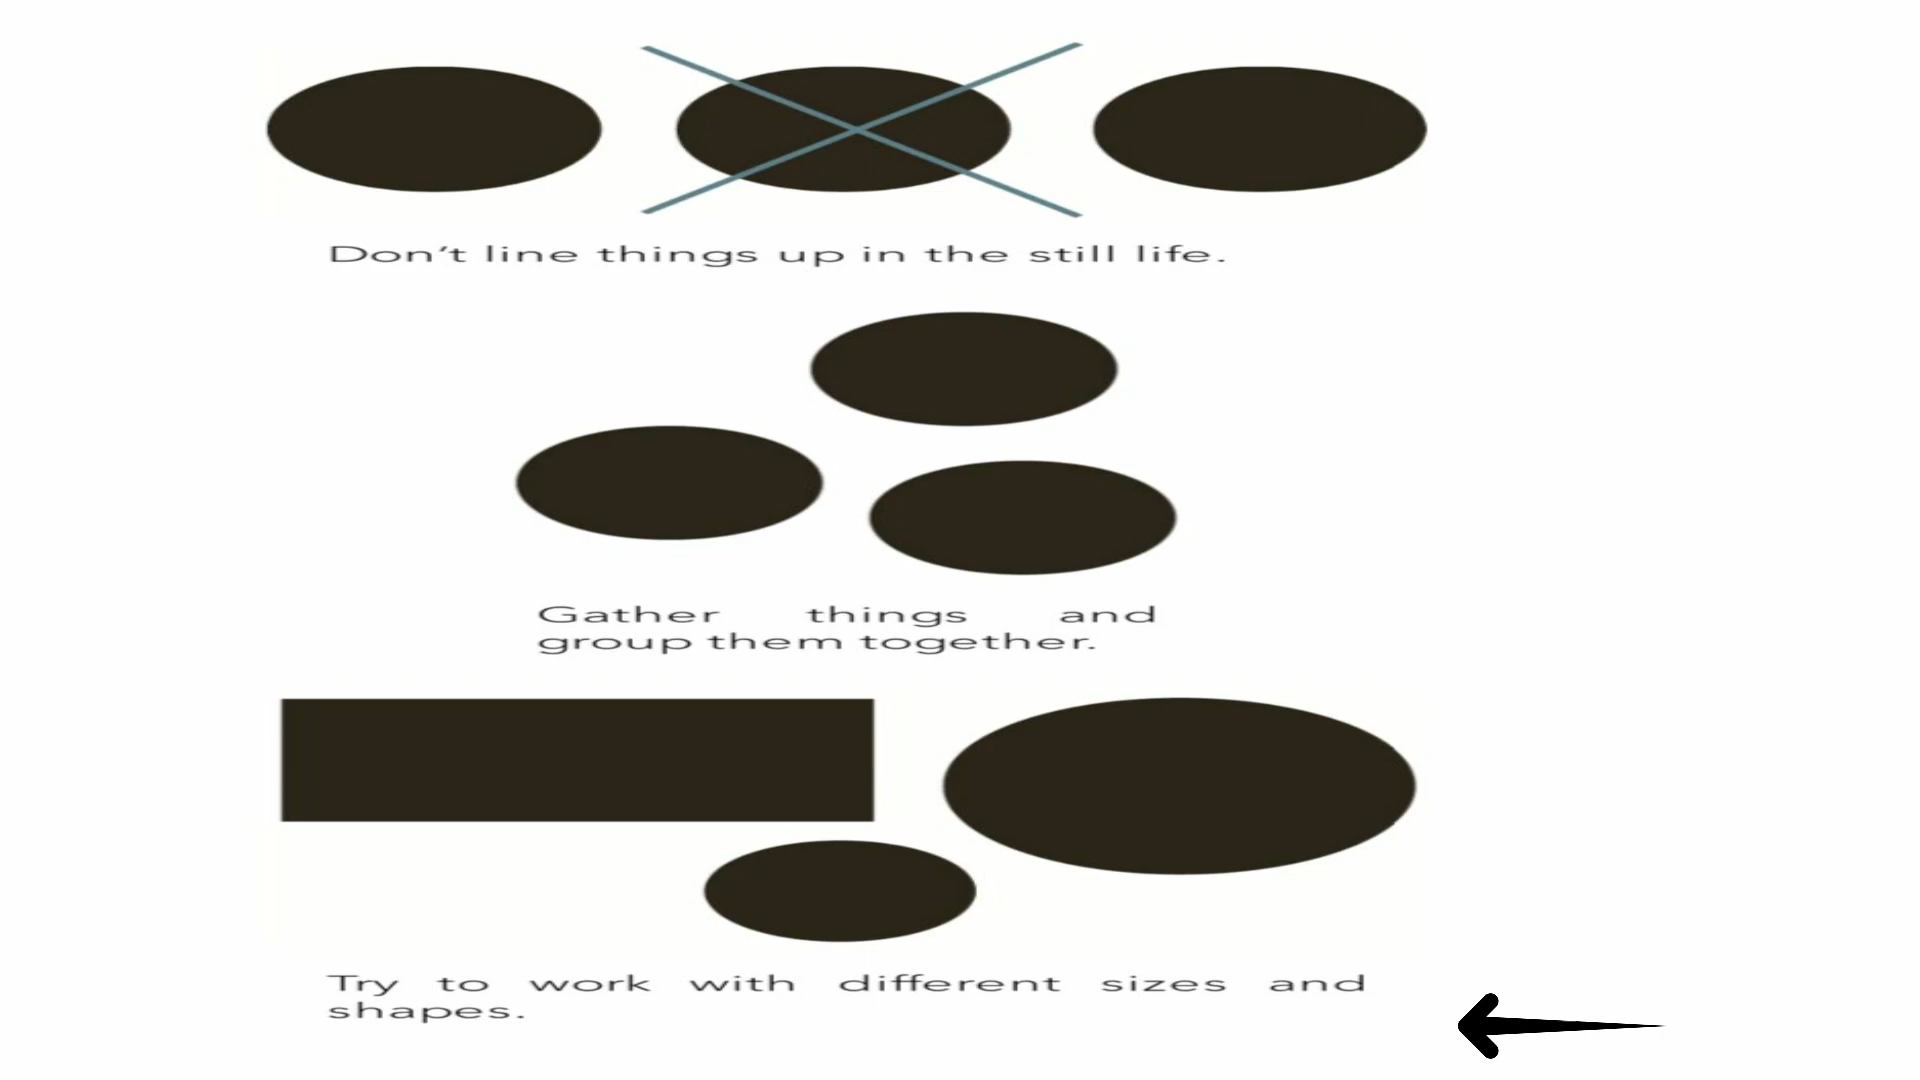 Don’t line things up in the still life.
Gather things and
group them together.
Try to work with different sizes and
shapes.